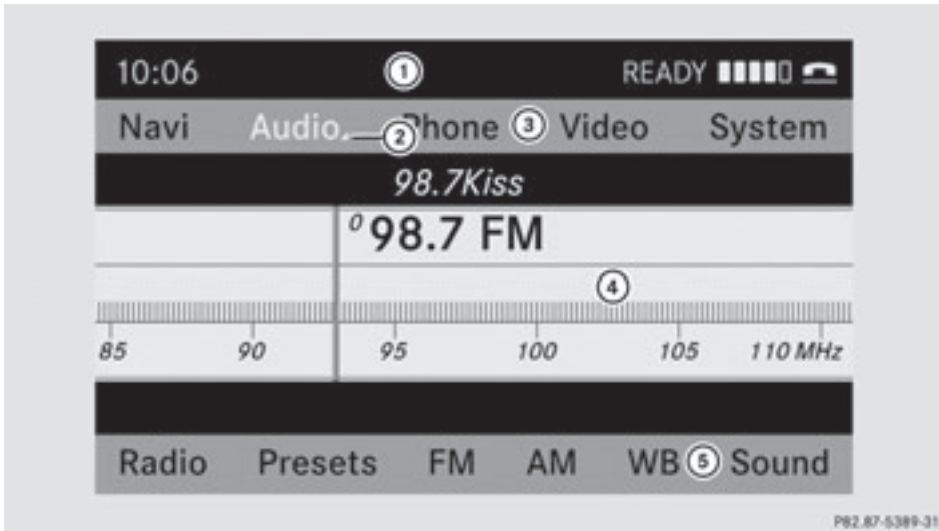 10:06 1 READY
Navi Audio 2 Phone 3 Video System
98.7Kiss
0 98.7 FM
4
85 90 95 100 105 110 MHz
Radio Presets FM AM WB 5 Sound
P82.87-5389-31